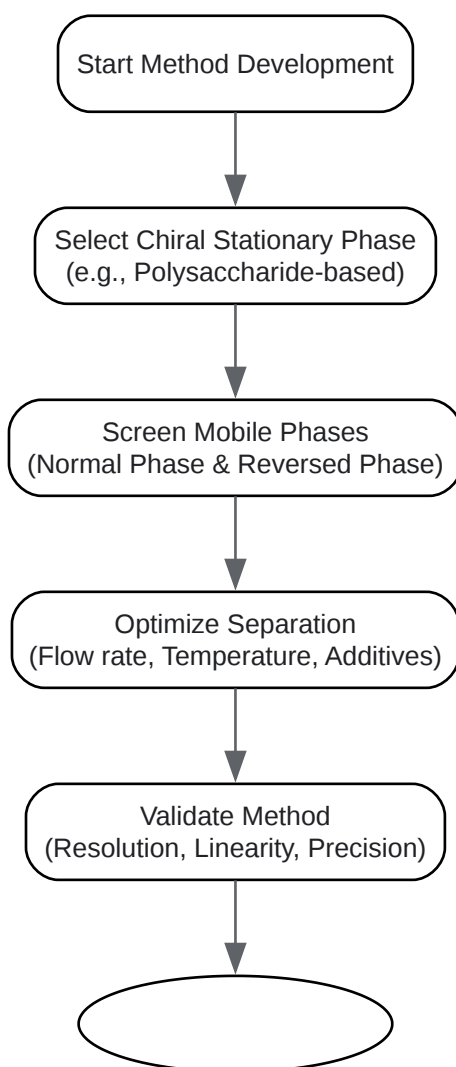 Start Method Development
Select Chiral Stationary Phase
(e.g., Polysaccharide-based)
Screen Mobile Phases
(Normal Phase & Reversed Phase)
Optimize Separation
(Flow rate, Temperature, Additives)
Validate Method
(Resolution, Linearity, Precision)